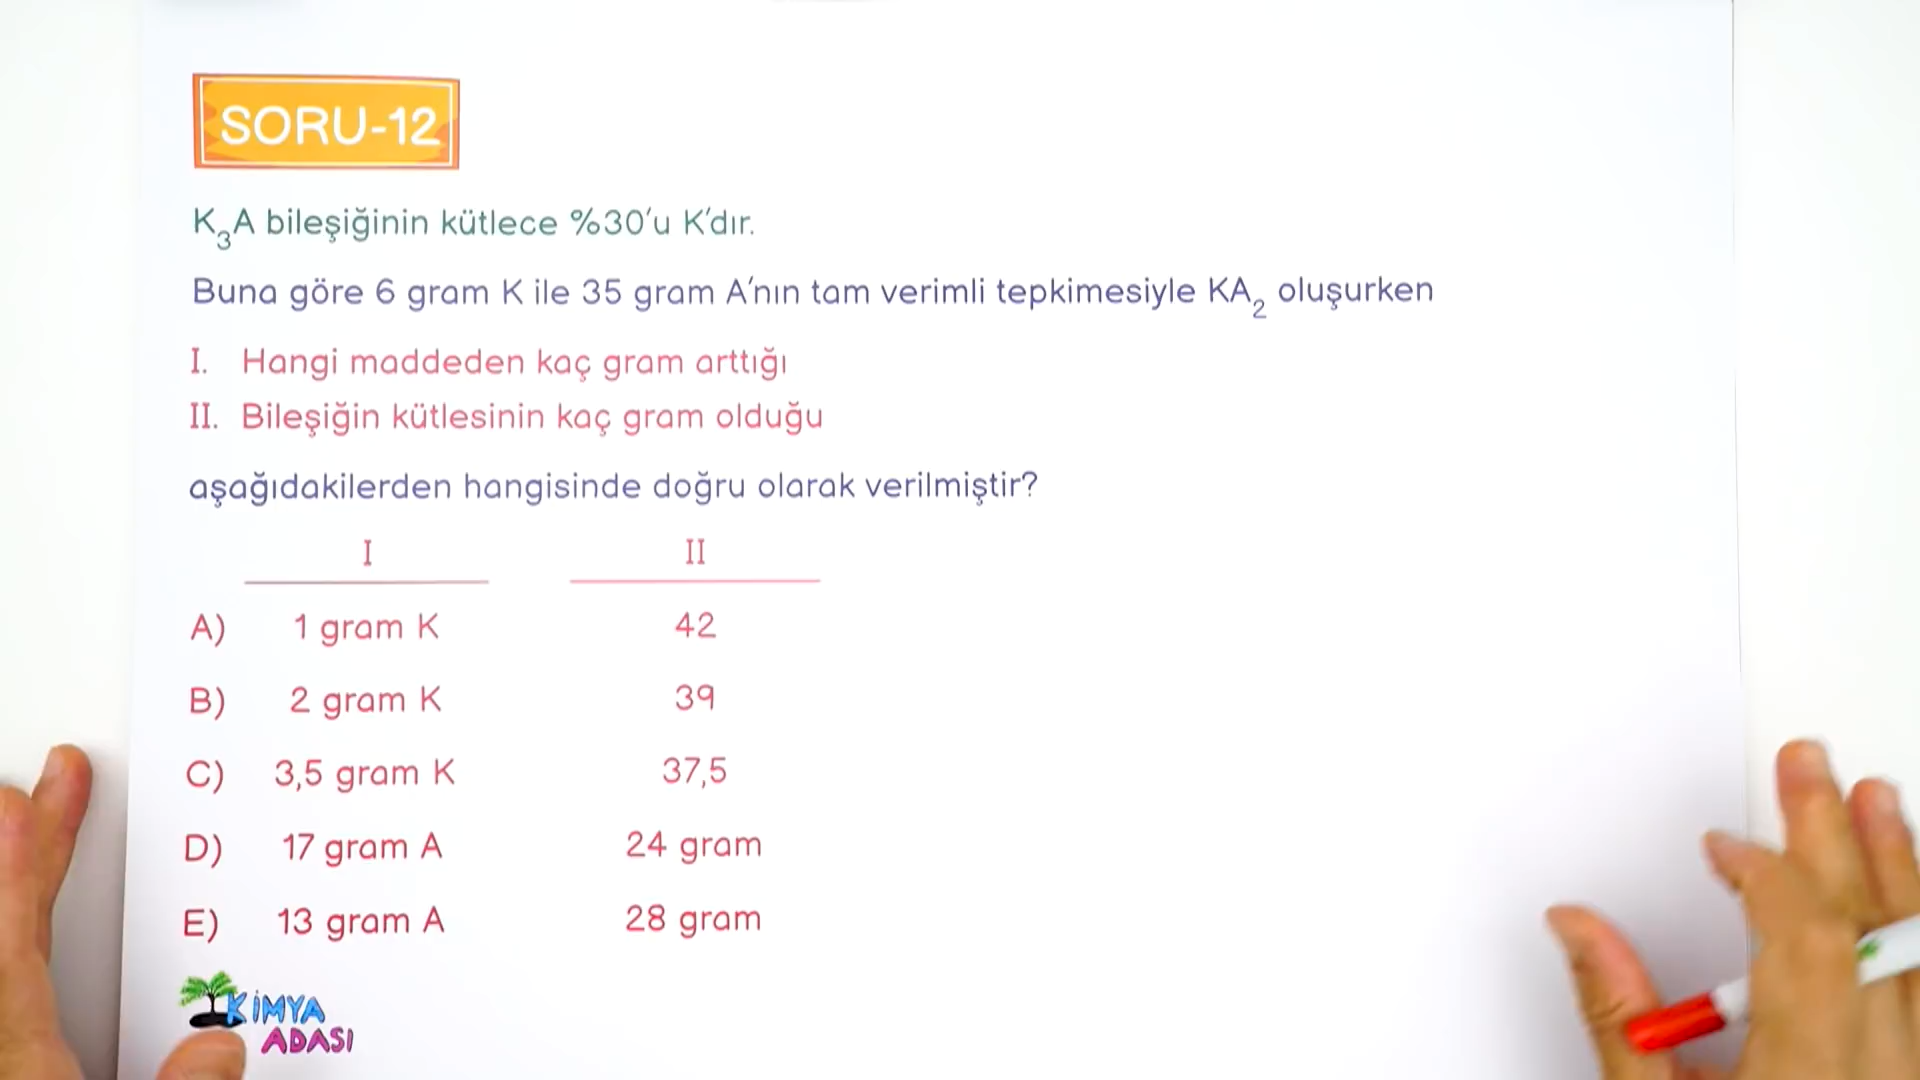 SORU-12
K₃A bileşiğinin kütlece %30'u K'dır.
Buna göre 6 gram K ile 35 gram A'nın tam verimli tepkimesiyle KA₂ oluşurken
I. Hangi maddeden kaç gram arttığı
II. Bileşiğin kütlesinin kaç gram olduğu
aşağıdakilerden hangisinde doğru olarak verilmiştir?
I II
A) 1 gram K 42
B) 2 gram K 39
C) 3,5 gram K 37,5
D) 17 gram A 24 gram
E) 13 gram A 28 gram
KİMYA
ADASI